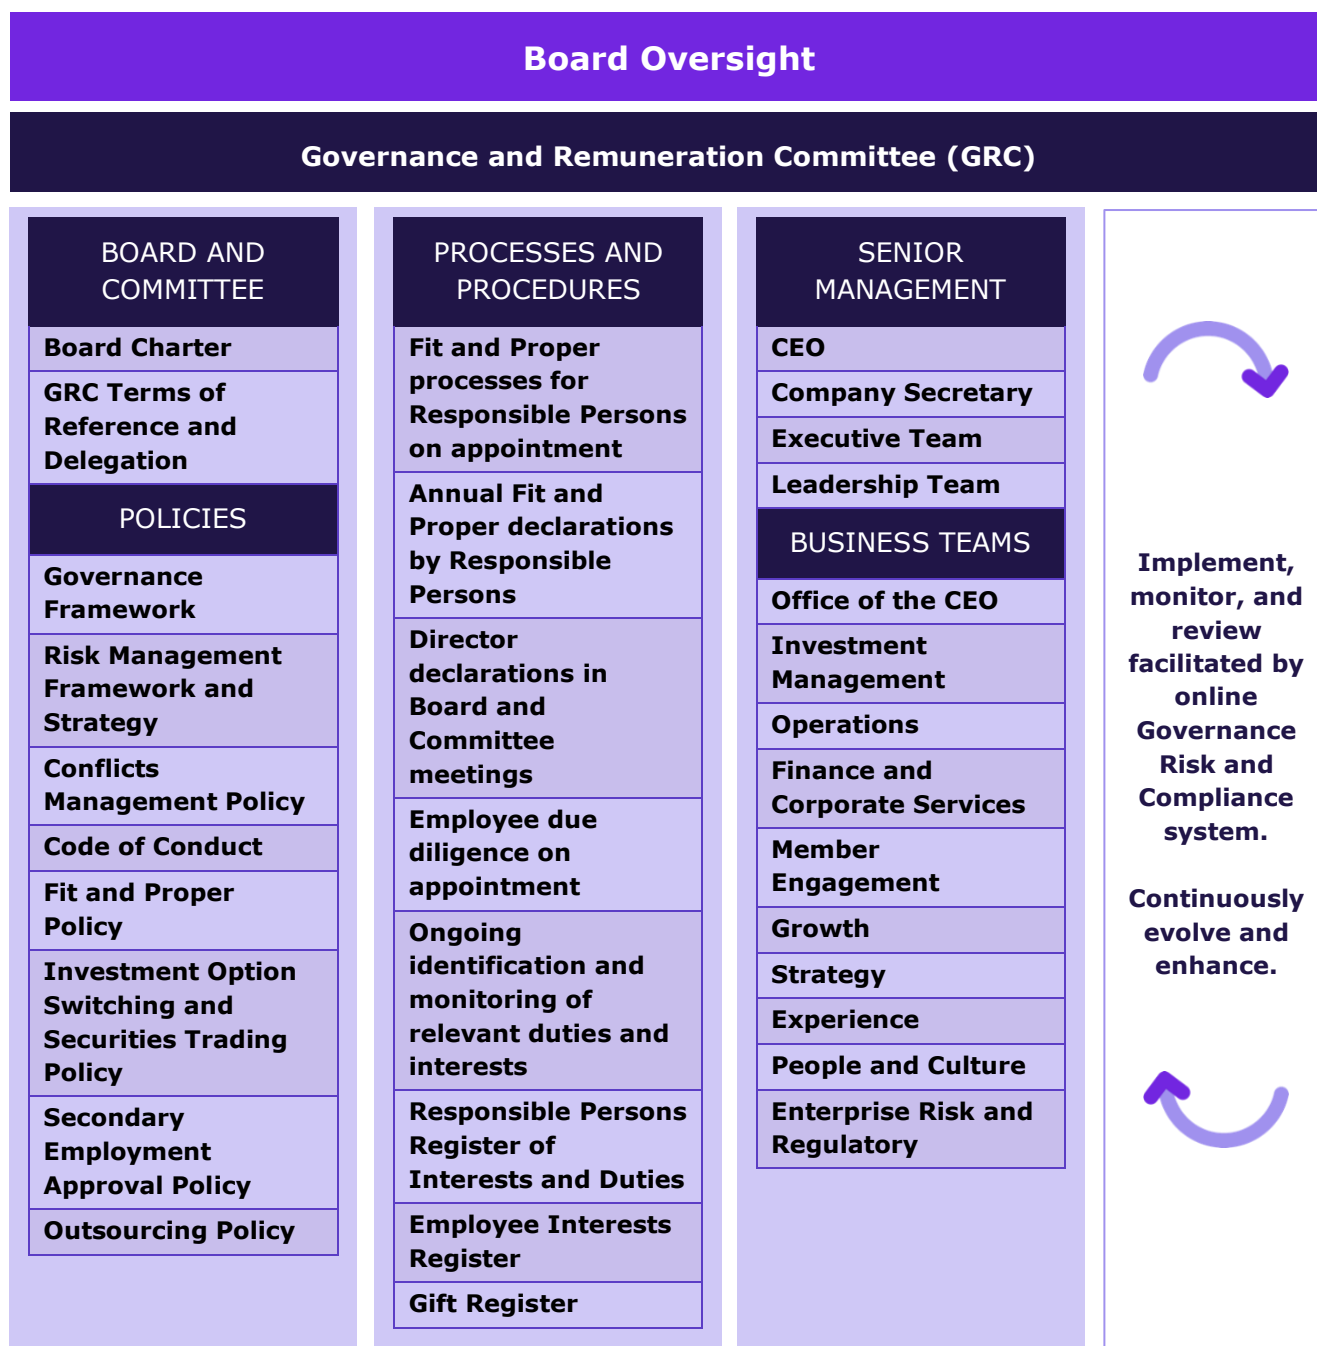 Board Oversight
Governance and Remuneration Committee (GRC)
BOARD AND
COMMITTEE
Board Charter
GRC Terms of
Reference and
Delegation
POLICIES
Governance
Framework
Risk Management
Framework and
Strategy
Conflicts
Management Policy
Code of Conduct
Fit and Proper
Policy
Investment Option
Switching and
Securities Trading
Policy
Secondary
Employment
Approval Policy
Outsourcing Policy
PROCESSES AND
PROCEDURES
Fit and Proper
processes for
Responsible Persons
on appointment
Annual Fit and
Proper declarations
by Responsible
Persons
Director
declarations in
Board and
Committee
meetings
Employee due
diligence on
appointment
Ongoing
identification and
monitoring of
relevant duties and
interests
Responsible Persons
Register of
Interests and Duties
Employee Interests
Register
Gift Register
SENIOR
MANAGEMENT
CEO
Company Secretary
Executive Team
Leadership Team
BUSINESS TEAMS
Office of the CEO
Investment
Management
Operations
Finance and
Corporate Services
Member
Engagement
Growth
Strategy
Experience
People and Culture
Enterprise Risk and
Regulatory
Implement,
monitor, and
review
facilitated by
online
Governance
Risk and
Compliance
system.
Continuously
evolve and
enhance.